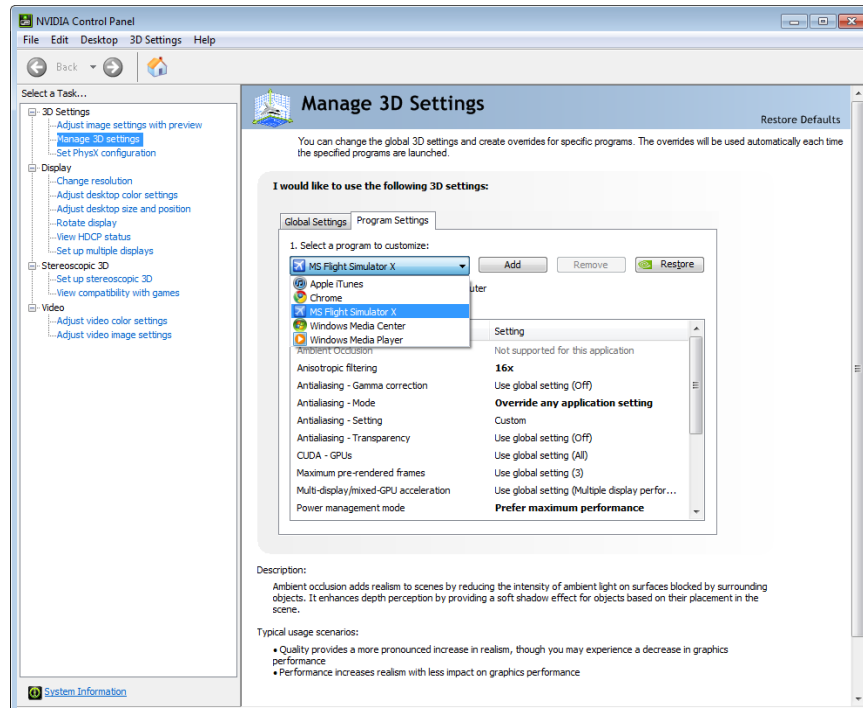 NVIDIA Control Panel
File Edit Desktop 3D Settings Help
Back
Select a Task...
3D Settings
Adjust image settings with preview
Manage 3D settings
Set PhysX configuration
Display
Change resolution
Adjust desktop color settings
Adjust desktop size and position
Rotate display
View HDCP status
Set up multiple displays
Stereoscopic 3D
Set up stereoscopic 3D
View compatibility with games
Video
Adjust video color settings
Adjust video image settings
System Information
Manage 3D Settings
Restore Defaults
You can change the global 3D settings and create overrides for specific programs. The overrides will be used automatically each time
the specified programs are launched.
I would like to use the following 3D settings:
Global Settings Program Settings
1. Select a program to customize:
MS Flight Simulator X Add Remove Restore
Apple iTunes
Chrome
MS Flight Simulator X
Windows Media Center
Windows Media Player
Setting
Ambient Occlusion Not supported for this application
Anisotropic filtering 16x
Antialiasing - Gamma correction Use global setting (Off)
Antialiasing - Mode Override any application setting
Antialiasing - Setting Custom
Antialiasing - Transparency Use global setting (Off)
CUDA - GPUs Use global setting (All)
Maximum pre-rendered frames Use global setting (3)
Multi-display/mixed-GPU acceleration Use global setting (Multiple display perfor...
Power management mode Prefer maximum performance
Description:
Ambient occlusion adds realism to scenes by reducing the intensity of ambient light on surfaces blocked by surrounding
objects. It enhances depth perception by providing a soft shadow effect for objects based on their placement in the
scene.
Typical usage scenarios:
• Quality provides a more pronounced increase in realism, though you may experience a decrease in graphics
performance
• Performance increases realism with less impact on graphics performance